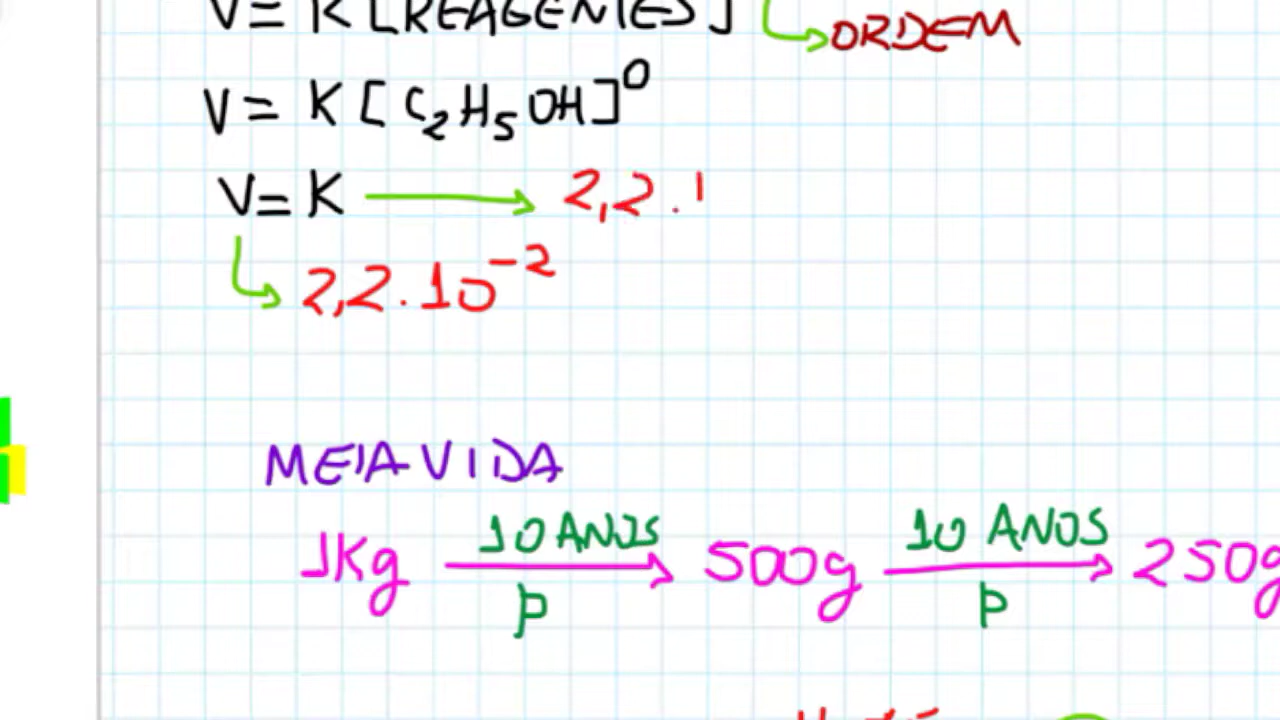 V = K [REAGENTES]
ORDEM
V = K [C₂H₅OH]⁰
V = K → 2,2 . 1
2,2 . 10⁻²
MEIA VIDA
1Kg 10 ANOS → 500g 10 ANOS → 250g
P P